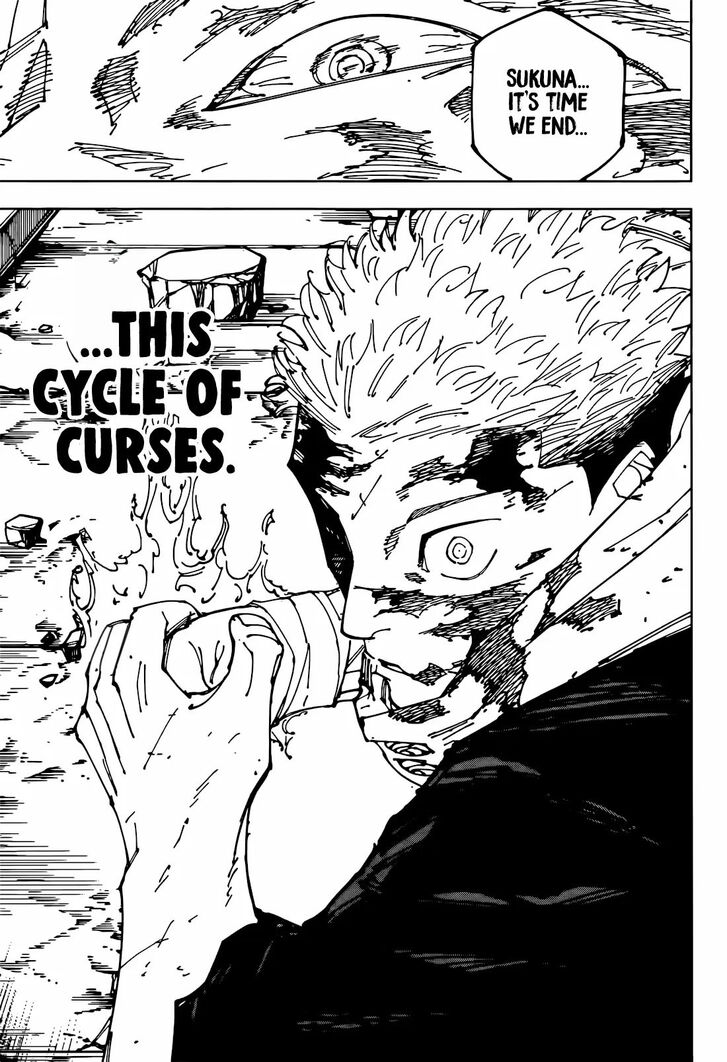 SUKUNA...
IT'S TIME
WE END...
...THIS
CYCLE OF
CURSES.